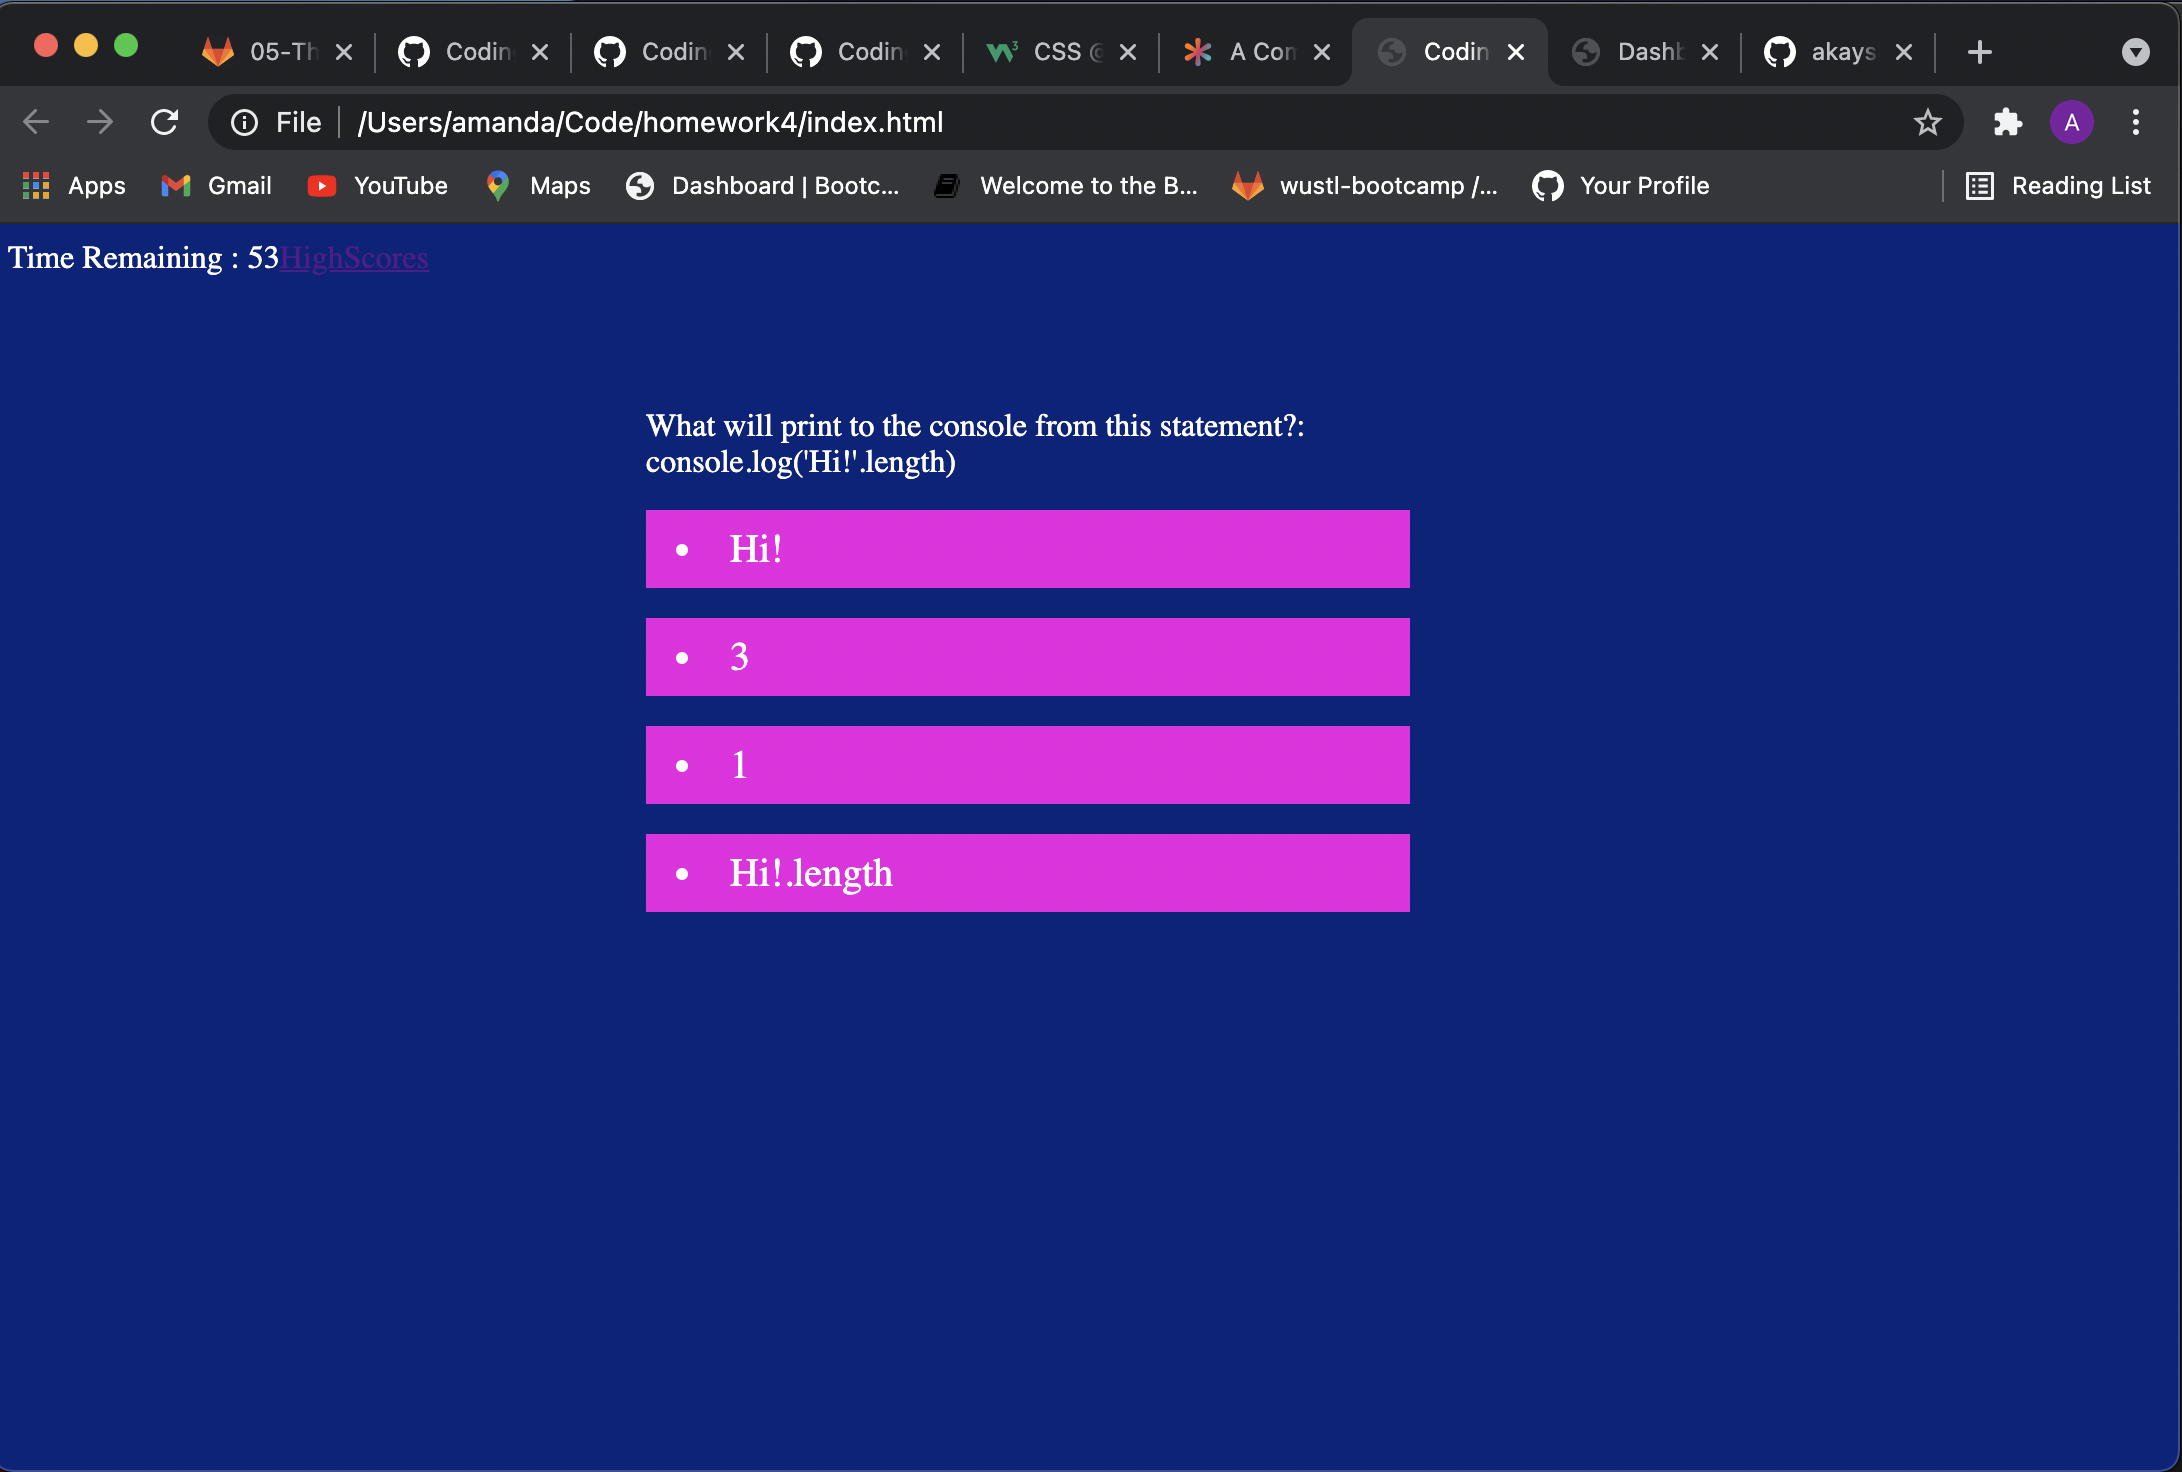 05-Th Codin Codin Codin CSS @ A Com Codin Dashb akays
File /Users/amanda/Code/homework4/index.html A
Apps Gmail YouTube Maps Dashboard | Bootc... Welcome to the B... wustl-bootcamp /... Your Profile Reading List
Time Remaining : 53HighScores
What will print to the console from this statement?:
console.log('Hi!'.length)
Hi!
3
1
Hi!.length